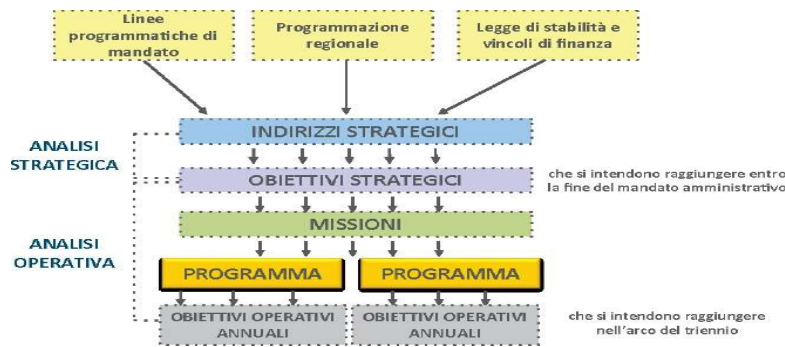 Linee
programmatiche di
mandato
Programmazione
regionale
Legge di stabilità e
vincoli di finanza
INDIRIZZI STRATEGICI
ANALISI
STRATEGICA
OBIETTIVI STRATEGICI
che si intendono raggiungere entro
la fine del mandato amministrativo
MISSIONI
ANALISI
OPERATIVA
PROGRAMMA
PROGRAMMA
OBIETTIVI OPERATIVI
ANNUALI
OBIETTIVI OPERATIVI
ANNUALI
che si intendono raggiungere
nell'arco del triennio